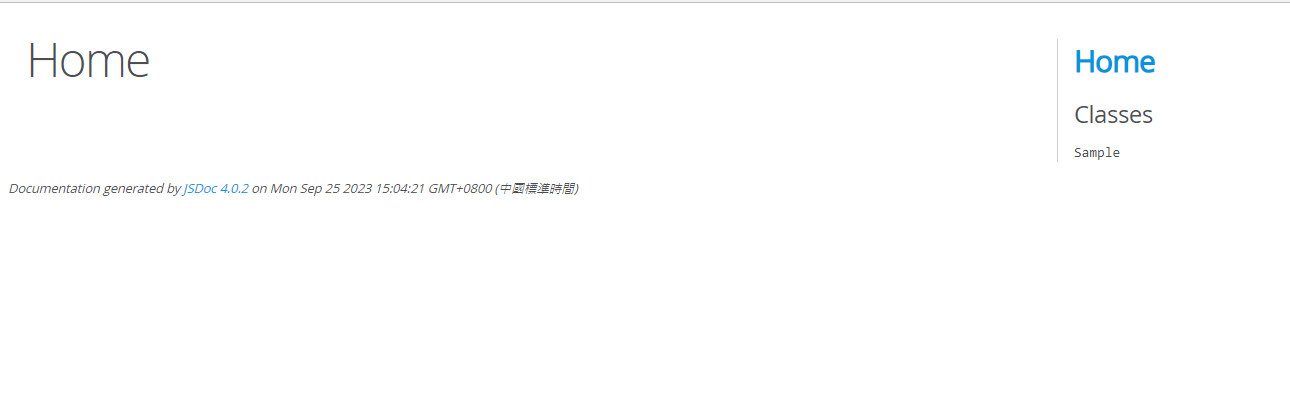 Home
Home
Classes
Sample
Documentation generated by JSDoc 4.0.2 on Mon Sep 25 2023 15:04:21 GMT+0800 (中國標準時間)